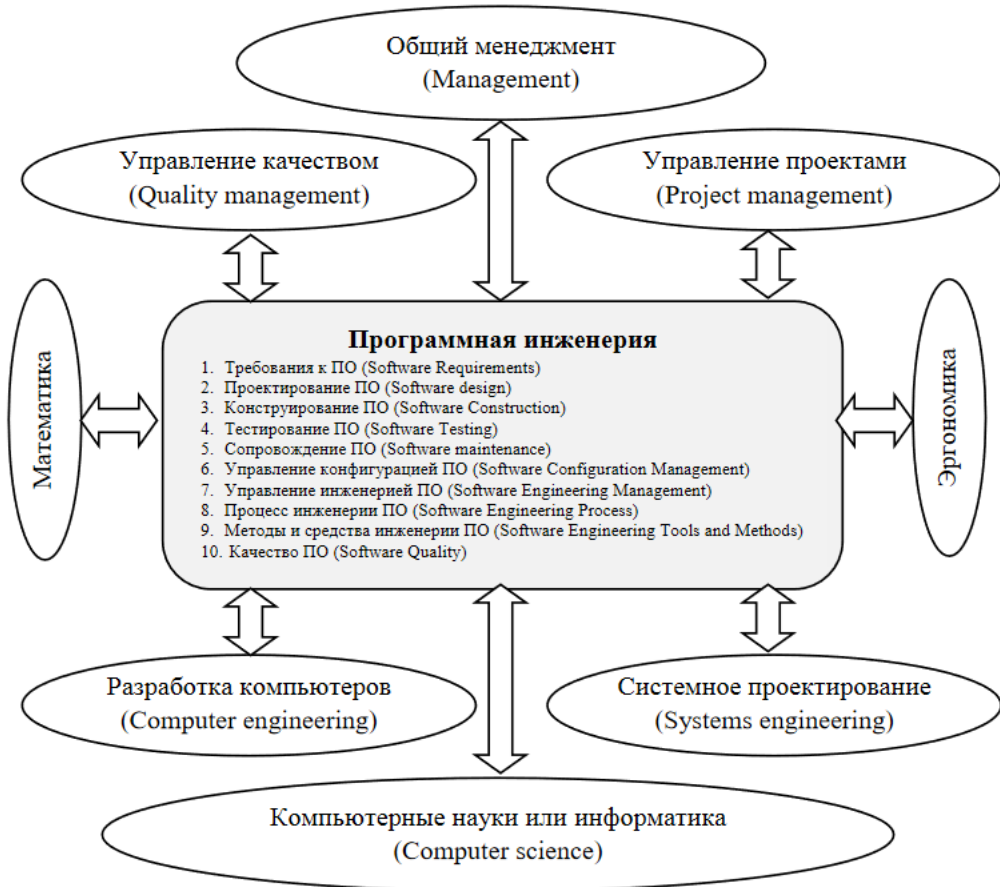 Общий менеджмент
(Management)
Управление качеством
(Quality management)
Управление проектами
(Project management)
Математика
Программная инженерия
1. Требования к ПО (Software Requirements)
2. Проектирование ПО (Software design)
3. Конструирование ПО (Software Construction)
4. Тестирование ПО (Software Testing)
5. Сопровождение ПО (Software maintenance)
6. Управление конфигурацией ПО (Software Configuration Management)
7. Управление инженерией ПО (Software Engineering Management)
8. Процесс инженерии ПО (Software Engineering Process)
9. Методы и средства инженерии ПО (Software Engineering Tools and Methods)
10. Качество ПО (Software Quality)
Эргономика
Разработка компьютеров
(Computer engineering)
Системное проектирование
(Systems engineering)
Компьютерные науки или информатика
(Computer science)